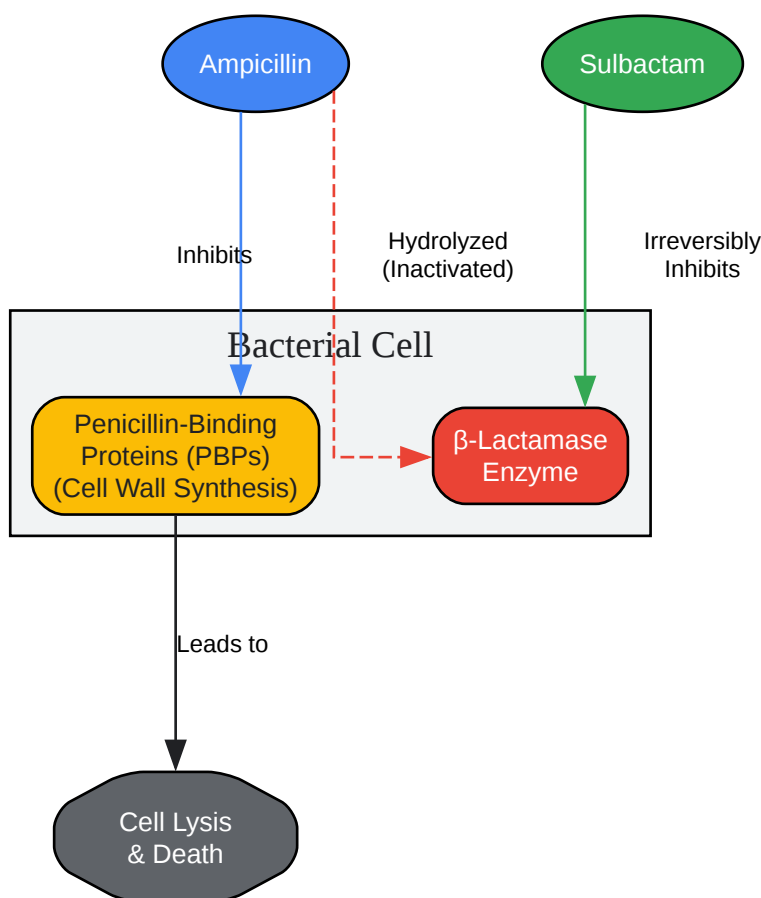 Ampicillin
Sulbactam
Inhibits
Hydrolyzed
(Inactivated)
Irreversibly
Inhibits
Bacterial Cell
Penicillin-Binding
Proteins (PBPs)
(Cell Wall Synthesis)
β-Lactamase
Enzyme
Leads to
Cell Lysis
& Death